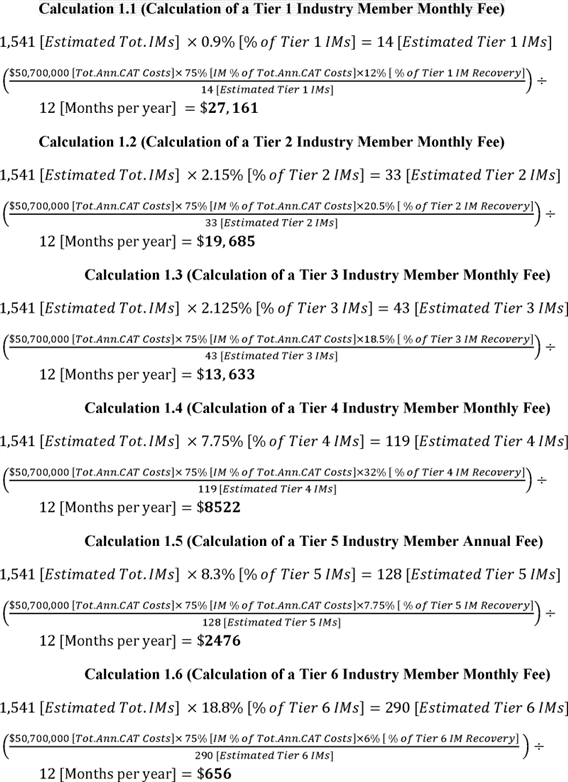 Calculation 1.1 (Calculation of a Tier 1 Industry Member Monthly Fee)
1,541 [Estimated Tot. IMs] × 0.9% [% of Tier 1 IMs] = 14 [Estimated Tier 1 IMs]
($50,700,000 [Tot.Ann.CAT Costs]× 75% [IM % of Tot.Ann.CAT Costs]×12% [ % of Tier 1 IM Recovery]
14 [Estimated Tier 1 IMs]) ÷
12 [Months per year] = $27,161
Calculation 1.2 (Calculation of a Tier 2 Industry Member Monthly Fee)
1,541 [Estimated Tot. IMs] × 2.15% [% of Tier 2 IMs] = 33 [Estimated Tier 2 IMs]
($50,700,000 [Tot.Ann.CAT Costs]× 75% [IM % of Tot.Ann.CAT Costs]×20.5% [ % of Tier 2 IM Recovery]
33 [Estimated Tier 2 IMs]) ÷
12 [Months per year] = $19,685
Calculation 1.3 (Calculation of a Tier 3 Industry Member Monthly Fee)
1,541 [Estimated Tot. IMs] × 2.125% [% of Tier 3 IMs] = 43 [Estimated Tier 3 IMs]
($50,700,000 [Tot.Ann.CAT Costs]× 75% [IM % of Tot.Ann.CAT Costs]×18.5% [ % of Tier 3 IM Recovery]
43 [Estimated Tier 3 IMs]) ÷
12 [Months per year] = $13,633
Calculation 1.4 (Calculation of a Tier 4 Industry Member Monthly Fee)
1,541 [Estimated Tot. IMs] × 7.75% [% of Tier 4 IMs] = 119 [Estimated Tier 4 IMs]
($50,700,000 [Tot.Ann.CAT Costs]× 75% [IM % of Tot.Ann.CAT Costs]×32% [ % of Tier 4 IM Recovery]
119 [Estimated Tier 4 IMs]) ÷
12 [Months per year] = $8522
Calculation 1.5 (Calculation of a Tier 5 Industry Member Annual Fee)
1,541 [Estimated Tot. IMs] × 8.3% [% of Tier 5 IMs] = 128 [Estimated Tier 5 IMs]
($50,700,000 [Tot.Ann.CAT Costs]× 75% [IM % of Tot.Ann.CAT Costs]×7.75% [ % of Tier 5 IM Recovery]
128 [Estimated Tier 5 IMs]) ÷
12 [Months per year] = $2476
Calculation 1.6 (Calculation of a Tier 6 Industry Member Monthly Fee)
1,541 [Estimated Tot. IMs] × 18.8% [% of Tier 6 IMs] = 290 [Estimated Tier 6 IMs]
($50,700,000 [Tot.Ann.CAT Costs]× 75% [IM % of Tot.Ann.CAT Costs]×6% [ % of Tier 6 IM Recovery]
290 [Estimated Tier 6 IMs]) ÷
12 [Months per year] = $656